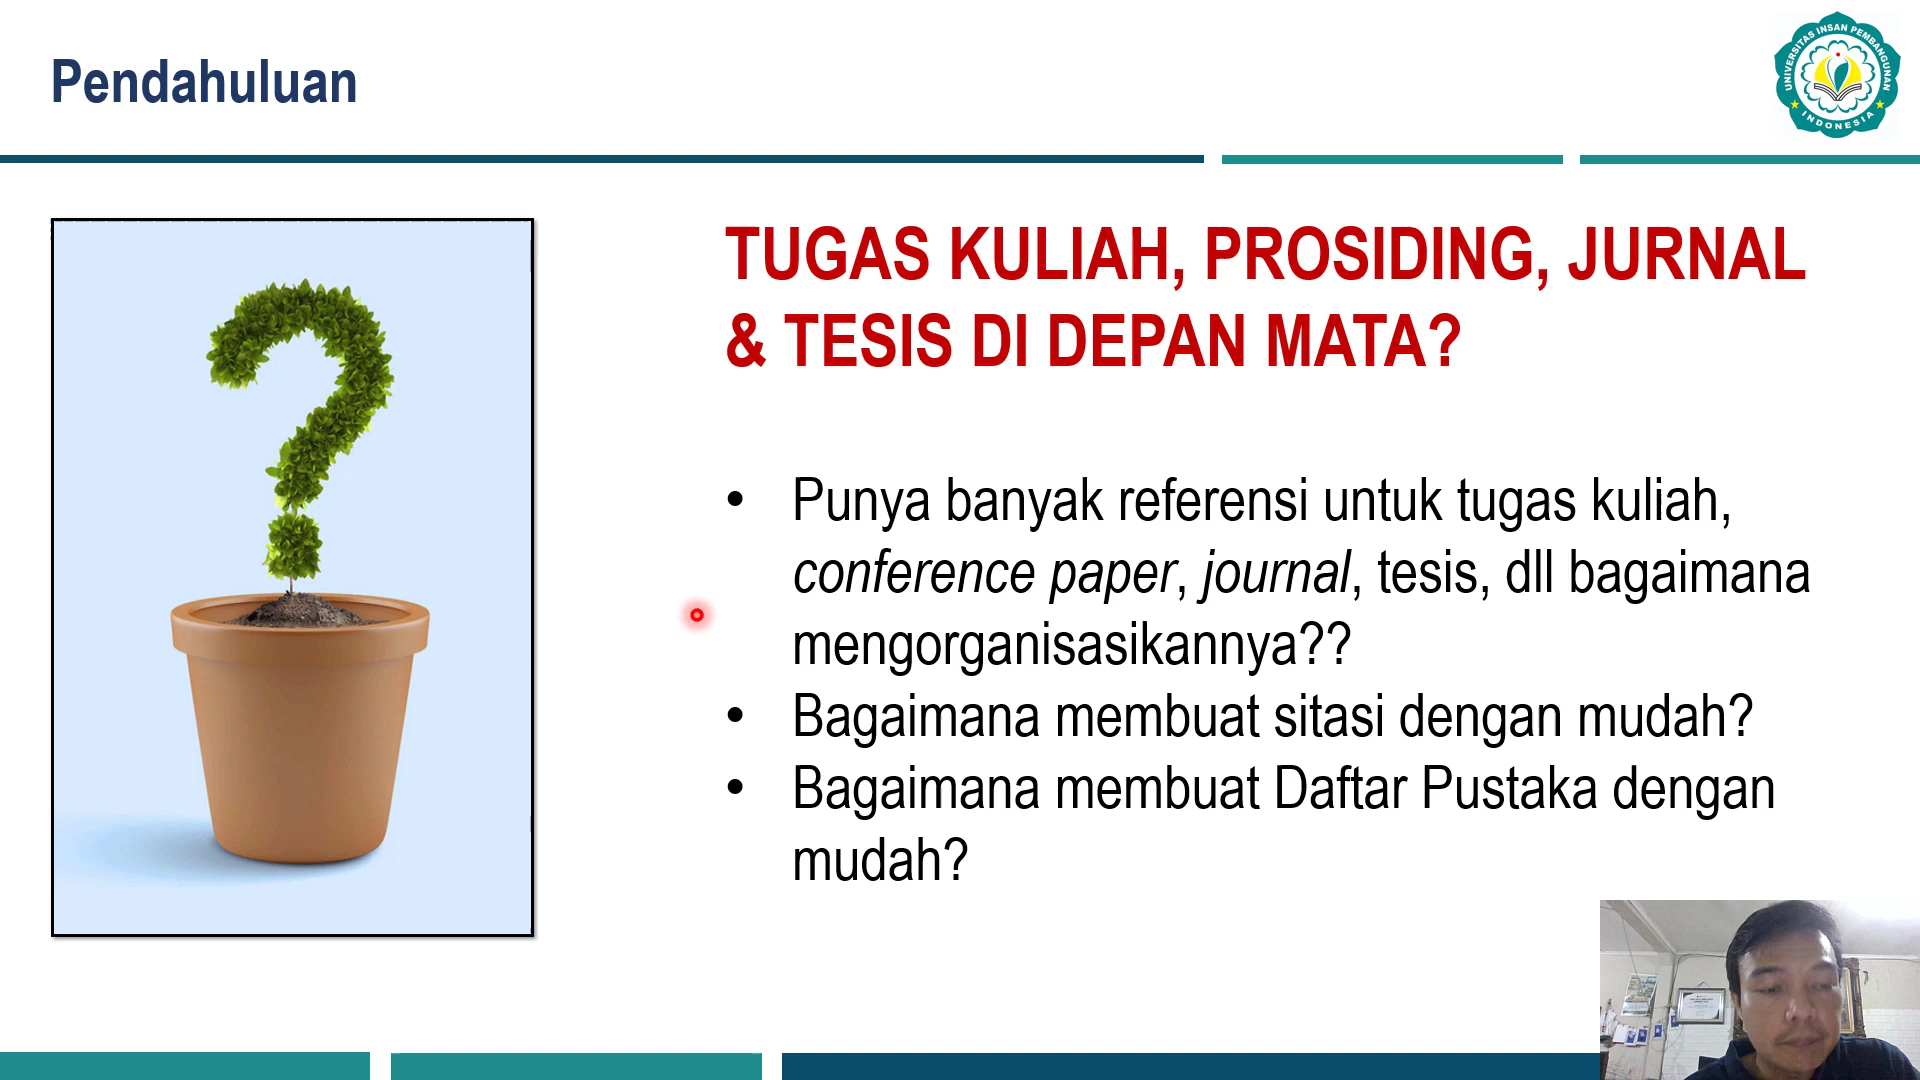 Pendahuluan
UNIVERSITAS INSAN PEMBANGUNAN
INDONESIA
TUGAS KULIAH, PROSIDING, JURNAL
& TESIS DI DEPAN MATA?
• Punya banyak referensi untuk tugas kuliah,
conference paper, journal, tesis, dll bagaimana
mengorganisasikannya??
• Bagaimana membuat sitasi dengan mudah?
• Bagaimana membuat Daftar Pustaka dengan
mudah?